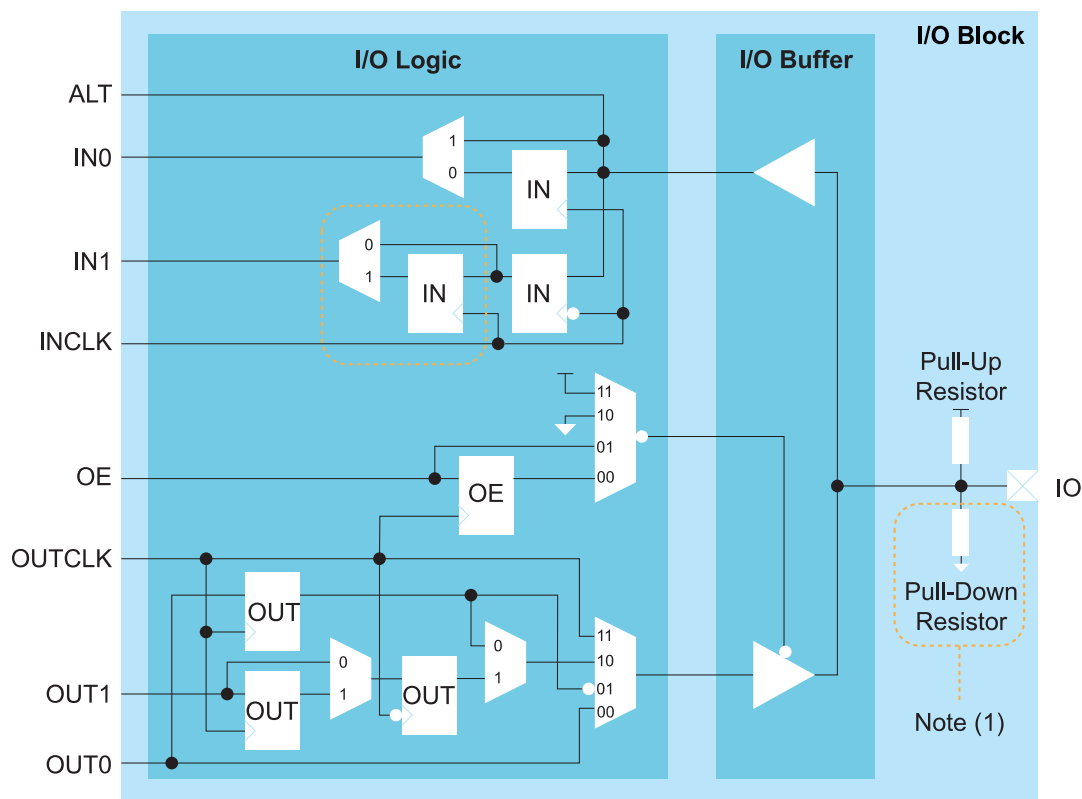 I/O Block
I/O Logic
I/O Buffer
ALT
1
IN0
0
IN
0
IN1
1
IN
IN
INCLK
Pull-Up
Resistor
11
10
01
OE
00
OE
IO
OUTCLK
Pull-Down
Resistor
OUT
0
11
0
10
1
OUT1
1
OUT
OUT
01
00
Note (1)
OUT0